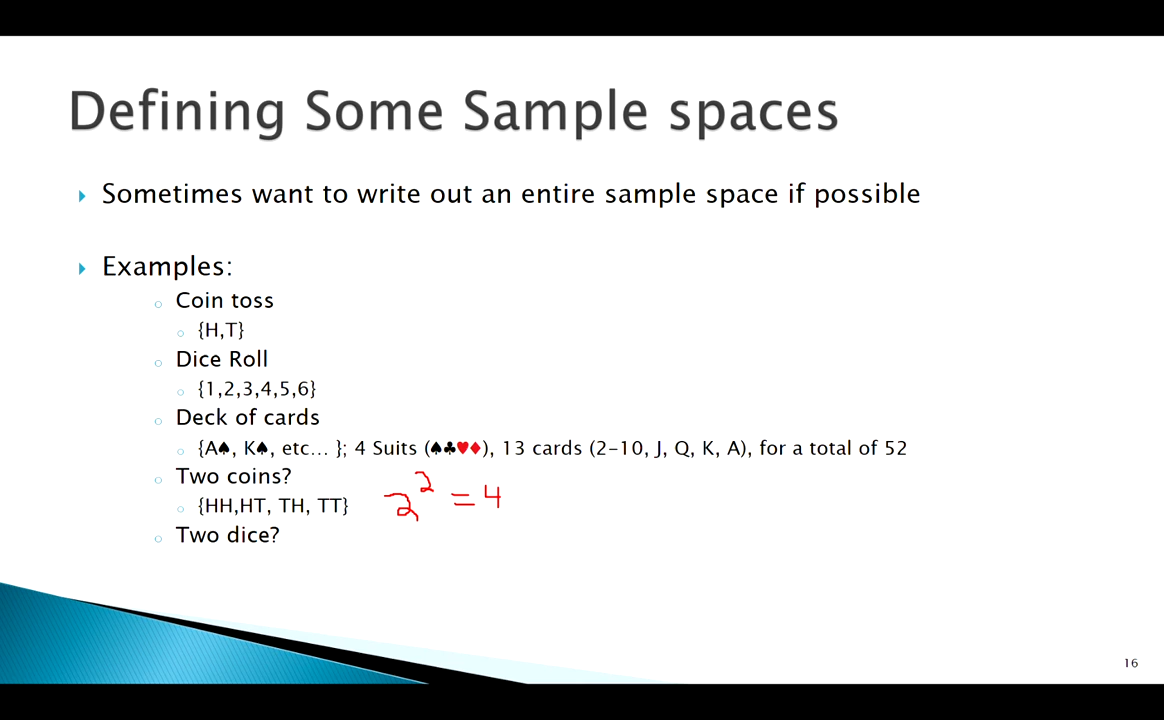 Defining Some Sample spaces
Sometimes want to write out an entire sample space if possible
Examples:
Coin toss
{H,T}
Dice Roll
{1,2,3,4,5,6}
Deck of cards
{A♠, K♠, etc… }; 4 Suits (♠♣♥♦), 13 cards (2-10, J, Q, K, A), for a total of 52
Two coins?
{HH,HT, TH, TT} 2² = 4
Two dice?
16